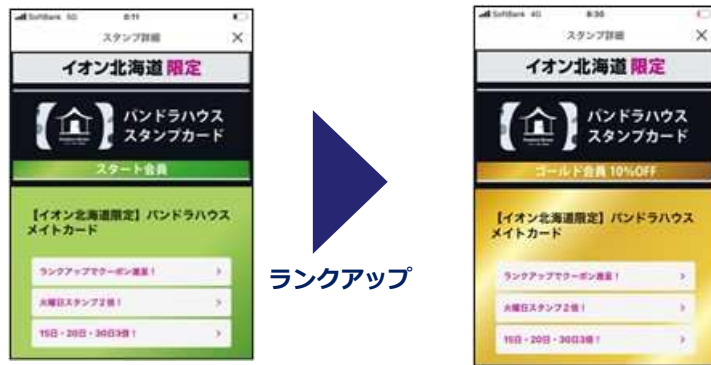 SoftBank 5G 8:11
スタンプ詳細 ×
イオン北海道 限定
パンドラハウス
スタンプカード
スタート会員
【イオン北海道限定】パンドラハウス
メイトカード
ランクアップでクーポン進呈!
火曜日スタンプ2倍!
15日・20日・30日3倍!
ランクアップ
SoftBank 4G 8:30
スタンプ詳細 ×
イオン北海道 限定
パンドラハウス
スタンプカード
ゴールド会員 10%OFF
【イオン北海道限定】パンドラハウス
メイトカード
ランクアップでクーポン進呈!
火曜日スタンプ2倍!
15日・20日・30日3倍!